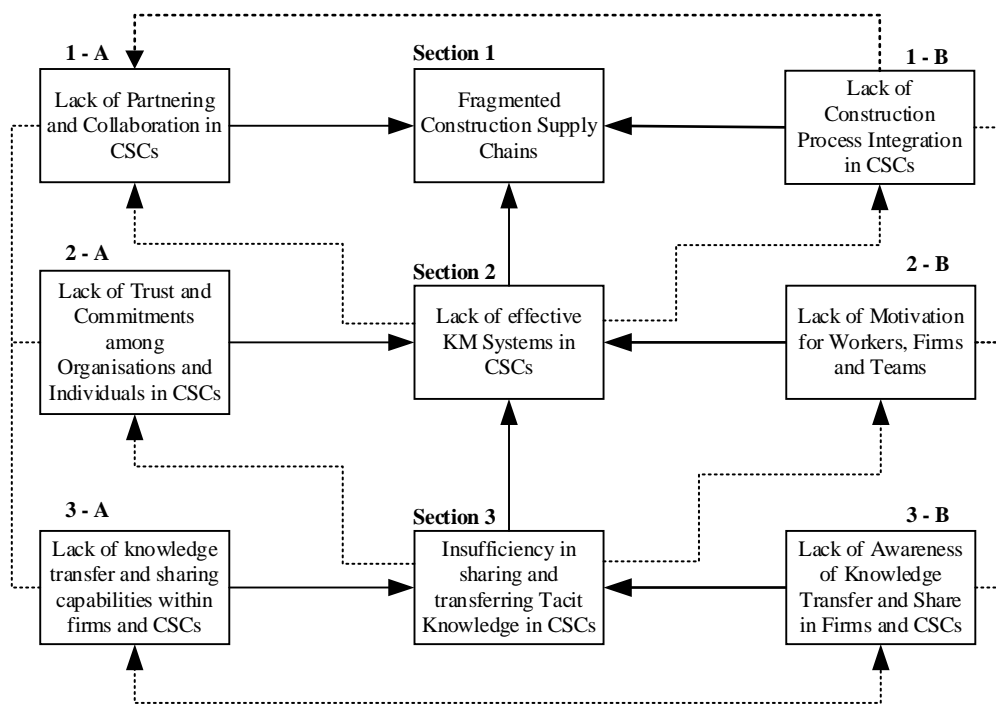 1 - A
Lack of Partnering
and Collaboration in
CSCs
Section 1
Fragmented
Construction Supply
Chains
1 - B
Lack of
Construction
Process Integration
in CSCs
2 - A
Lack of Trust and
Commitments
among
Organisations and
Individuals in CSCs
Section 2
Lack of effective
KM Systems in
CSCs
2 - B
Lack of Motivation
for Workers, Firms
and Teams
3 - A
Lack of knowledge
transfer and sharing
capabilities within
firms and CSCs
Section 3
Insufficiency in
sharing and
transferring Tacit
Knowledge in CSCs
3 - B
Lack of Awareness
of Knowledge
Transfer and Share
in Firms and CSCs